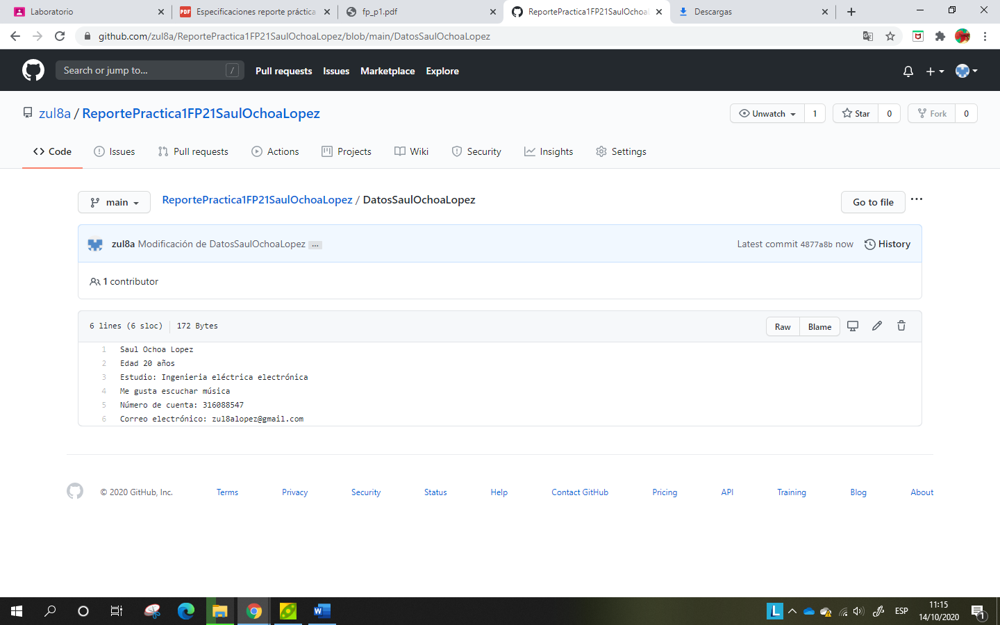 Laboratorio
Especificaciones reporte práctica
fp_p1.pdf
ReportePractica1FP21SaulOchoaL
Descargas
github.com/zul8a/ReportePractica1FP21SaulOchoaLopez/blob/main/DatosSaulOchoaLopez
Search or jump to...
/
Pull requests
Issues
Marketplace
Explore
zul8a / ReportePractica1FP21SaulOchoaLopez
Unwatch 1
Star 0
Fork 0
Code
Issues
Pull requests
Actions
Projects
Wiki
Security
Insights
Settings
main
ReportePractica1FP21SaulOchoaLopez / DatosSaulOchoaLopez
Go to file
...
zul8a Modificación de DatosSaulOchoaLopez ...
Latest commit 4877a8b now
History
1 contributor
6 lines (6 sloc)
172 Bytes
Raw
Blame
1 Saul Ochoa Lopez
2 Edad 20 años
3 Estudio: Ingenieria eléctrica electrónica
4 Me gusta escuchar música
5 Número de cuenta: 316088547
6 Correo electrónico: zul8alopez@gmail.com
© 2020 GitHub, Inc.
Terms
Privacy
Security
Status
Help
Contact GitHub
Pricing
API
Training
Blog
About
PDF
L
W
ESP
11:15
14/10/2020
1